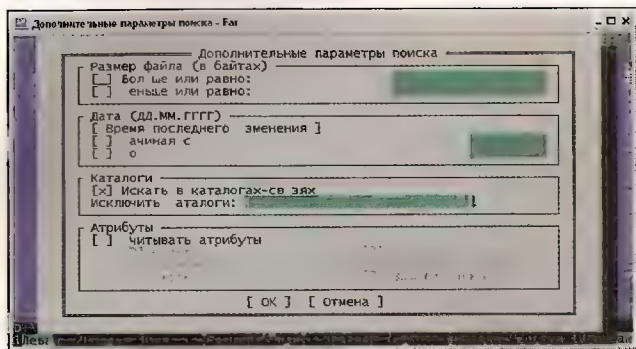 Дополнительные параметры поиска - Far
Дополнительные параметры поиска
Размер файла (в байтах)
[ ] Бол ше или равно:
[ ] еньше или равно:
Дата (ДД.ММ.ГГГГ)
[ Время последнего зменения ]
[ ] ачиная с
[ ] о
Каталоги
[x] Искать в каталогах-св зях
Исключить аталоги:
Атрибуты
[ ] читывать атрибуты
[ OK ] [ Отмена ]